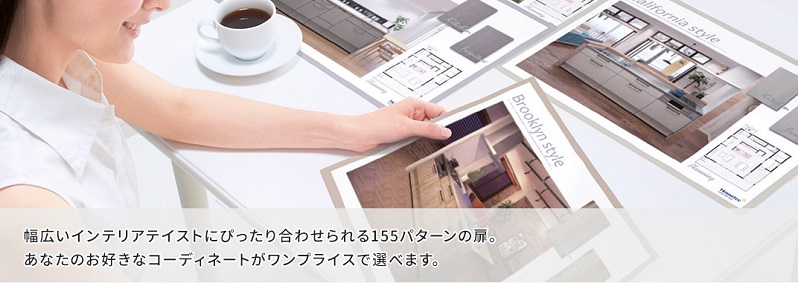 California style
Brooklyn style
幅広いインテリアテイストにぴったり合わせられる155パターンの扉。
あなたのお好きなコーディネートがワンプライスで選べます。